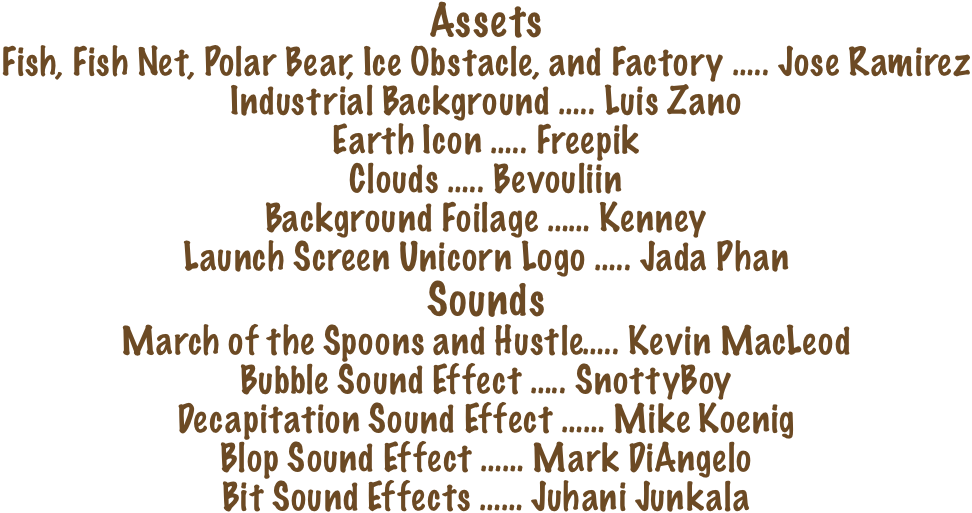 Assets
Fish, Fish Net, Polar Bear, Ice Obstacle, and Factory ..... Jose Ramirez
Industrial Background ..... Luis Zano
Earth Icon ..... Freepik
Clouds ..... Bevouliin
Background Foilage ...... Kenney
Launch Screen Unicorn Logo ..... Jada Phan
Sounds
March of the Spoons and Hustle..... Kevin MacLeod
Bubble Sound Effect ..... SnottyBoy
Decapitation Sound Effect ...... Mike Koenig
Blop Sound Effect ...... Mark DiAngelo
Bit Sound Effects ...... Juhani Junkala